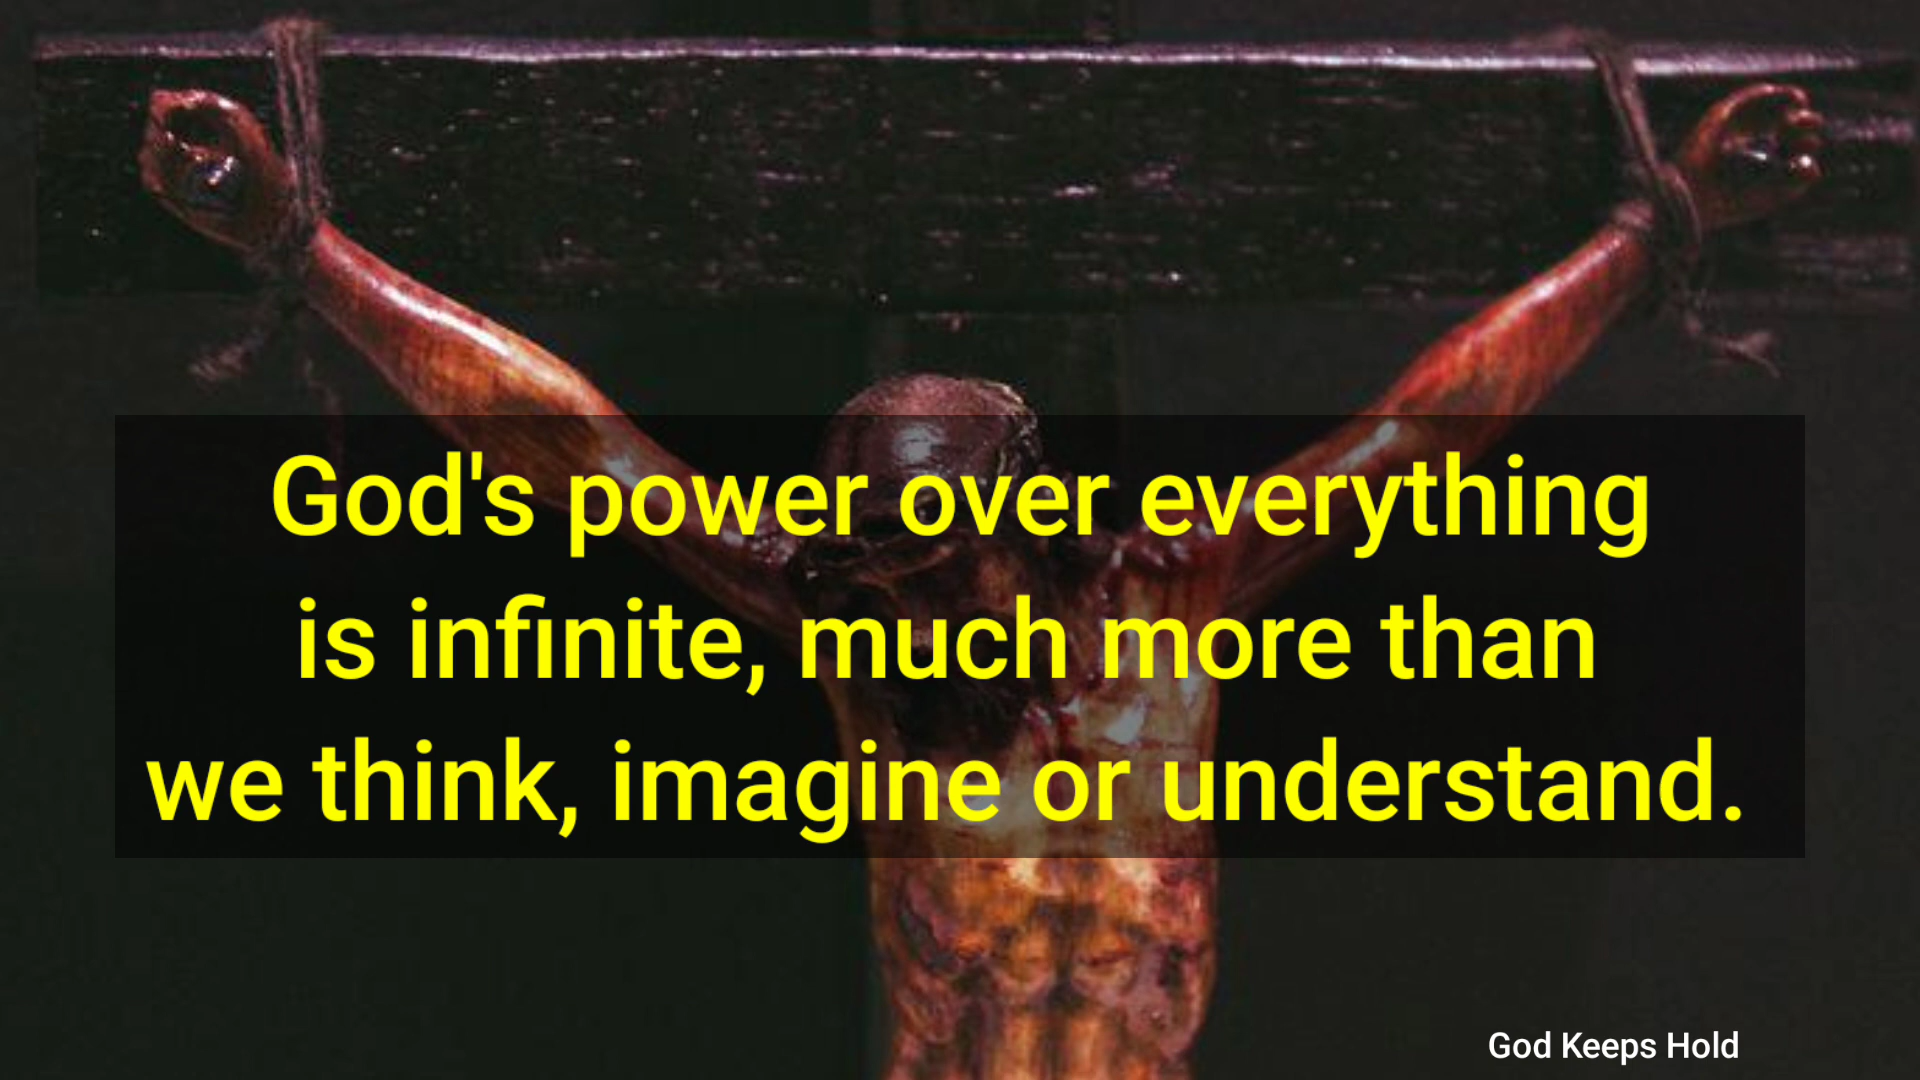 God's power over everything
is infinite, much more than
we think, imagine or understand.
God Keeps Hold